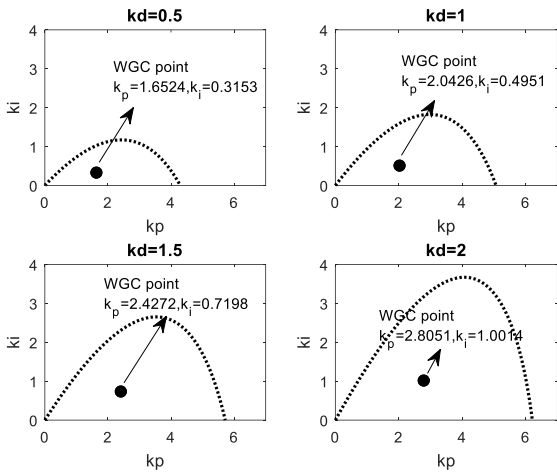 kd=0.5
4
3
2
1
0
ki
WGC point
kp=1.6524,ki=0.3153
0
2
4
6
kp
kd=1
4
3
2
1
0
ki
WGC point
kp=2.0426,ki=0.4951
0
2
4
6
kp
kd=1.5
4
3
2
1
0
ki
WGC point
kp=2.4272,ki=0.7198
0
2
4
6
kp
kd=2
4
3
2
1
0
ki
WGC point
kp=2.8051,ki=1.0014
0
2
4
6
kp